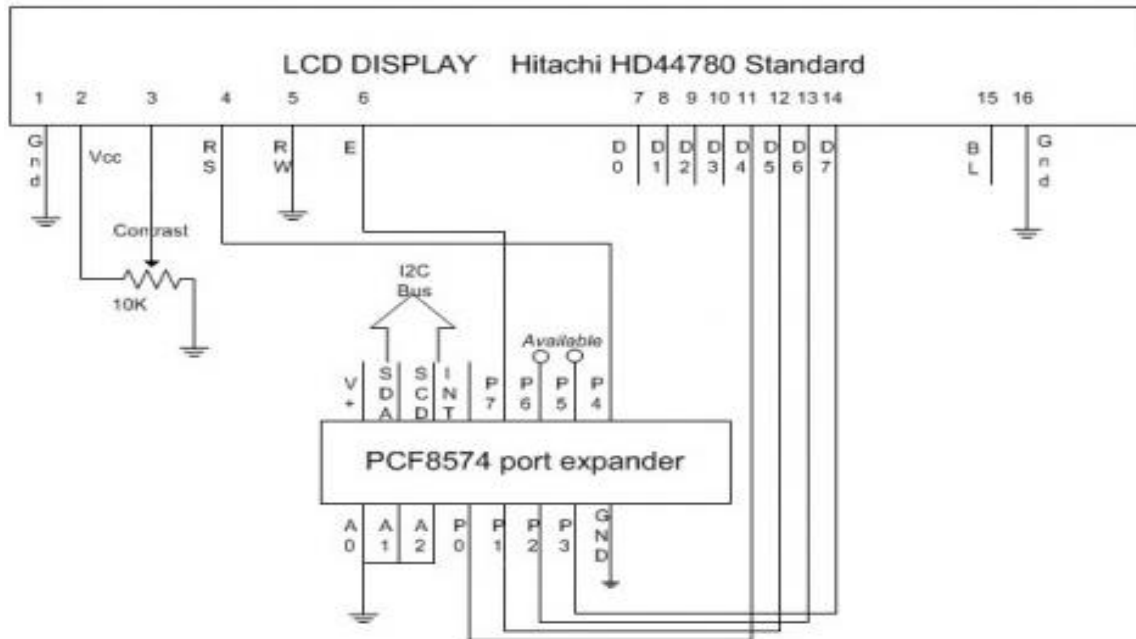 LCD DISPLAY Hitachi HD44780 Standard
1 2 3 4 5 6 7 8 9 10 11 12 13 14 15 16
Gnd Vcc RS RW E D0 D1 D2 D3 D4 D5 D6 D7 BL Gnd
Contrast
10K
I2C
Bus
Available
V+ SDA SCD INT P7 P6 P5 P4
PCF8574 port expander
A0 A1 A2 P0 P1 P2 P3 GND